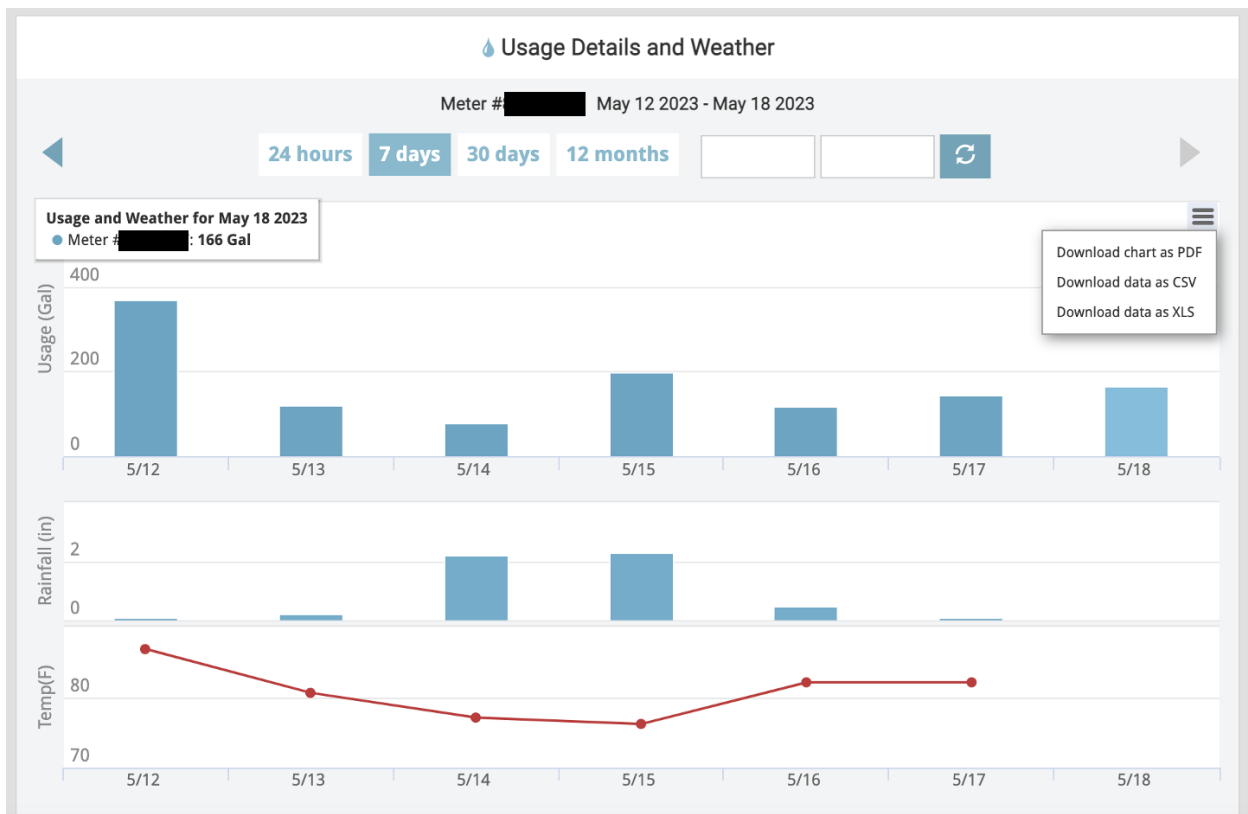 Usage Details and Weather
Meter # May 12 2023 - May 18 2023
24 hours 7 days 30 days 12 months
Usage and Weather for May 18 2023
Meter # : 166 Gal
Download chart as PDF
Download data as CSV
Download data as XLS
Usage (Gal)
400
200
0
5/12 5/13 5/14 5/15 5/16 5/17 5/18
Rainfall (in)
2
0
Temp(F)
80
70
5/12 5/13 5/14 5/15 5/16 5/17 5/18